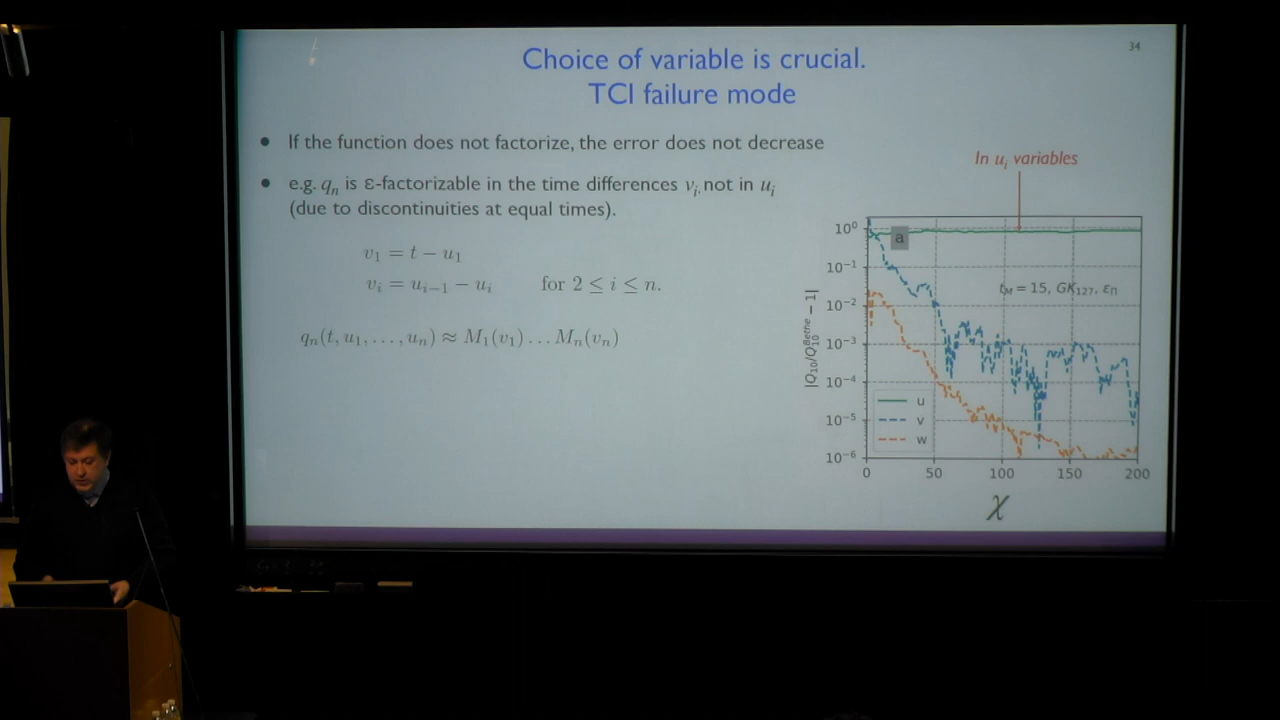 34
Choice of variable is crucial.
TCI failure mode
• If the function does not factorize, the error does not decrease
• e.g. qₙ is ε-factorizable in the time differences vᵢ, not in uᵢ
(due to discontinuities at equal times).
v₁ = t − u₁
vᵢ = uᵢ₋₁ − uᵢ for 2 ≤ i ≤ n.
qₙ(t, u₁, . . . , uₙ) ≈ M₁(v₁) . . . Mₙ(vₙ)
In uᵢ variables
a
t_M = 15, GK₁₂₇, ε_Π
|Q₁₀/Q₁₀^Bethe − 1|
10⁰
10⁻¹
10⁻²
10⁻³
10⁻⁴
10⁻⁵
10⁻⁶
u
v
w
0 50 100 150 200
χ